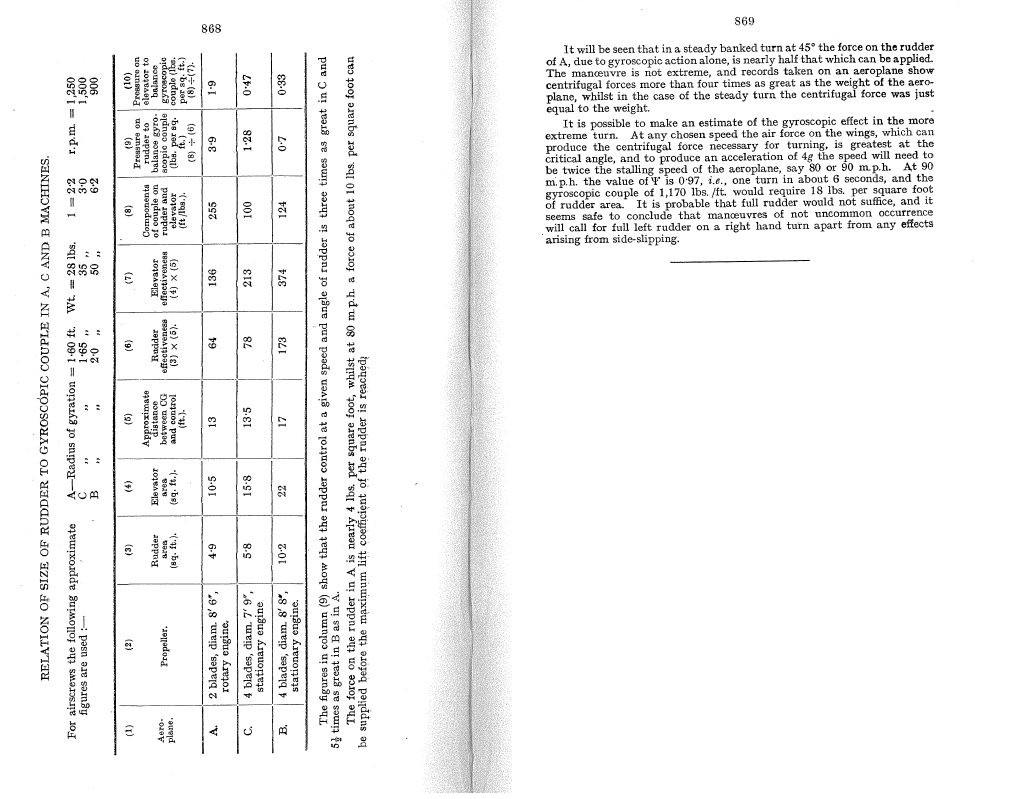 868
RELATION OF SIZE OF RUDDER TO GYROSCOPIC COUPLE IN A, C AND B MACHINES.
For airscrews the following approximate figures are used :—
A—Radius of gyration = 1·60 ft. Wt. = 28 lbs. I = 2·2 r.p.m. = 1,250
C „ „ 1·65 „ 35 „ 3·0 1,500
B „ „ 2·0 „ 50 „ 6·2 900
(1) (2) (3) (4) (5) (6) (7) (8) (9) (10)
Aero-plane. Propeller. Rudder area (sq. ft.). Elevator area (sq. ft.). Approximate distance between CG and control (ft.). Rudder effectiveness (3) × (5). Elevator effectiveness (4) × (5) Components of couple on rudder and elevator (ft /lbs.). Pressure on rudder to balance gyro-scopic couple (lbs. per sq. ft.) (8) ÷ (6) Pressure on elevator to balance gyroscopic couple (lbs. per sq. ft.) (8)÷(7).
A. 2 blades, diam. 8′ 6″, rotary engine. 4·9 10·5 13 64 136 255 3·9 1·9
C. 4 blades, diam. 7′ 9″, stationary engine. 5·8 15·8 13·5 78 213 100 1·28 0·47
B. 4 blades, diam. 8′ 8″, stationary engine. 10·2 22 17 173 374 124 0·7 0·33
The figures in column (9) show that the rudder control at a given speed and angle of rudder is three times as great in C and
5½ times as great in B as in A.
The force on the rudder in A is nearly 4 lbs. per square foot, whilst at 80 m.p.h. a force of about 10 lbs. per square foot can
be supplied before the maximum lift coefficient of the rudder is reached.
869
It will be seen that in a steady banked turn at 45° the force on the rudder
of A, due to gyroscopic action alone, is nearly half that which can be applied.
The manœuvre is not extreme, and records taken on an aeroplane show
centrifugal forces more than four times as great as the weight of the aero-
plane, whilst in the case of the steady turn the centrifugal force was just
equal to the weight.
It is possible to make an estimate of the gyroscopic effect in the more
extreme turn. At any chosen speed the air force on the wings, which can
produce the centrifugal force necessary for turning, is greatest at the
critical angle, and to produce an acceleration of 4g the speed will need to
be twice the stalling speed of the aeroplane, say 80 or 90 m.p.h. At 90
m.p.h. the value of Ψ is 0·97, i.e., one turn in about 6 seconds, and the
gyroscopic couple of 1,170 lbs. /ft. would require 18 lbs. per square foot
of rudder area. It is probable that full rudder would not suffice, and it
seems safe to conclude that manœuvres of not uncommon occurrence
will call for full left rudder on a right hand turn apart from any effects
arising from side-slipping.